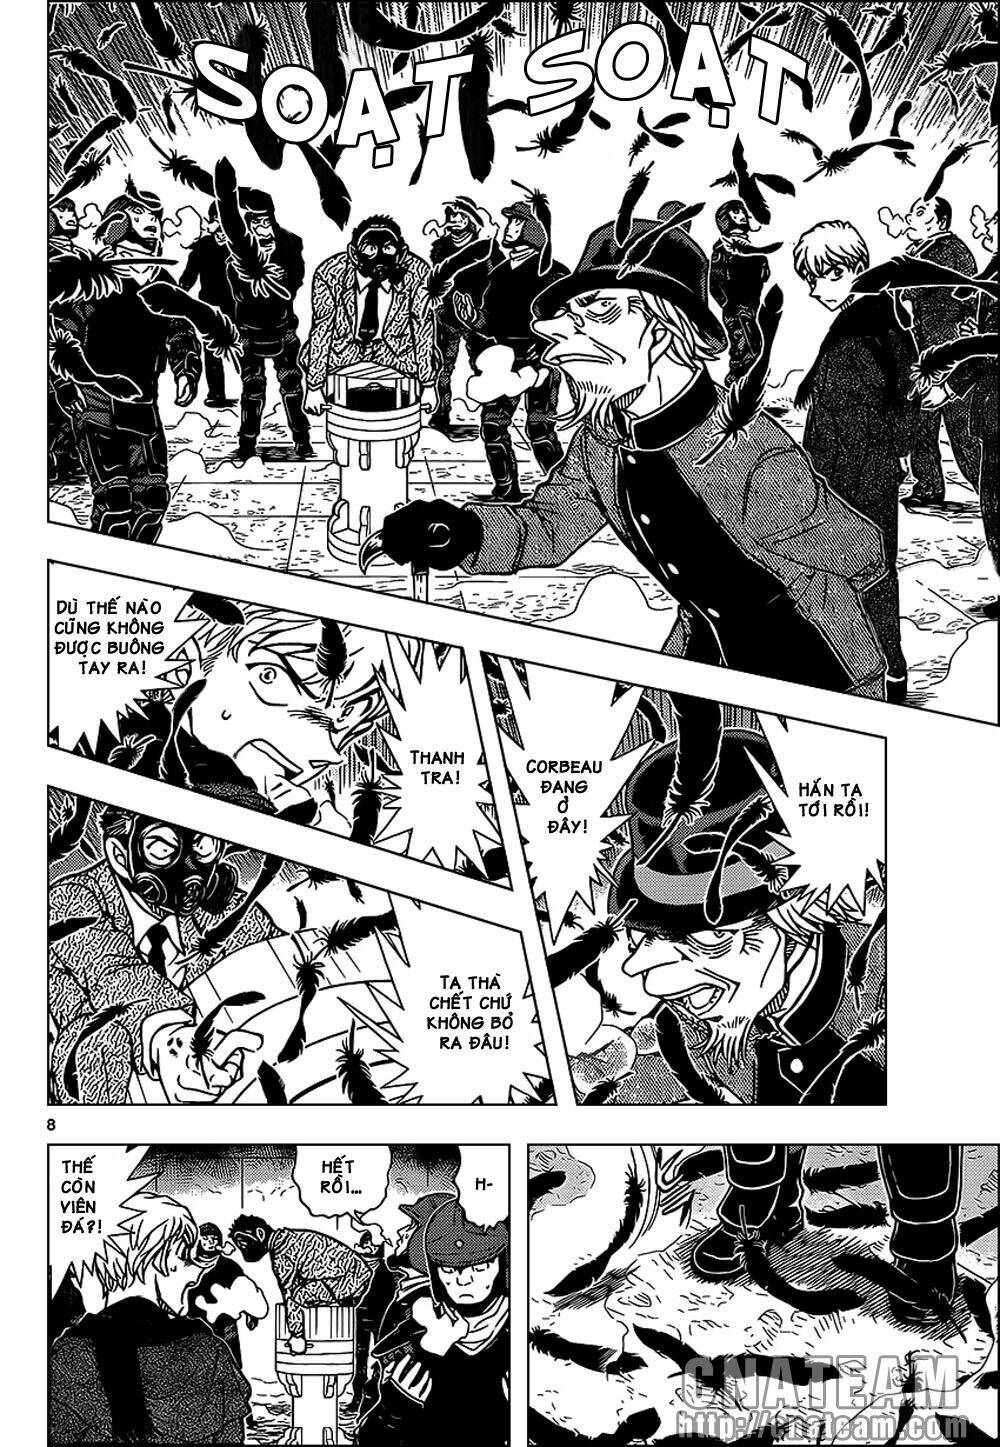 SOẠT SOẠT
HẮN TA
TỚI RỒI!
CORBEAU
ĐANG
Ở
ĐÂY!
THANH
TRA!
DÙ THẾ NÀO
CŨNG KHÔNG
ĐƯỢC BUÔNG
TAY RA!
TA THÀ
CHẾT CHỨ
KHÔNG BỎ
RA ĐÂU!
8
H-
HẾT
RỒI...
THẾ
CÒN
VIÊN
ĐÁ?!
CNATEAM
http://cnateam.com/